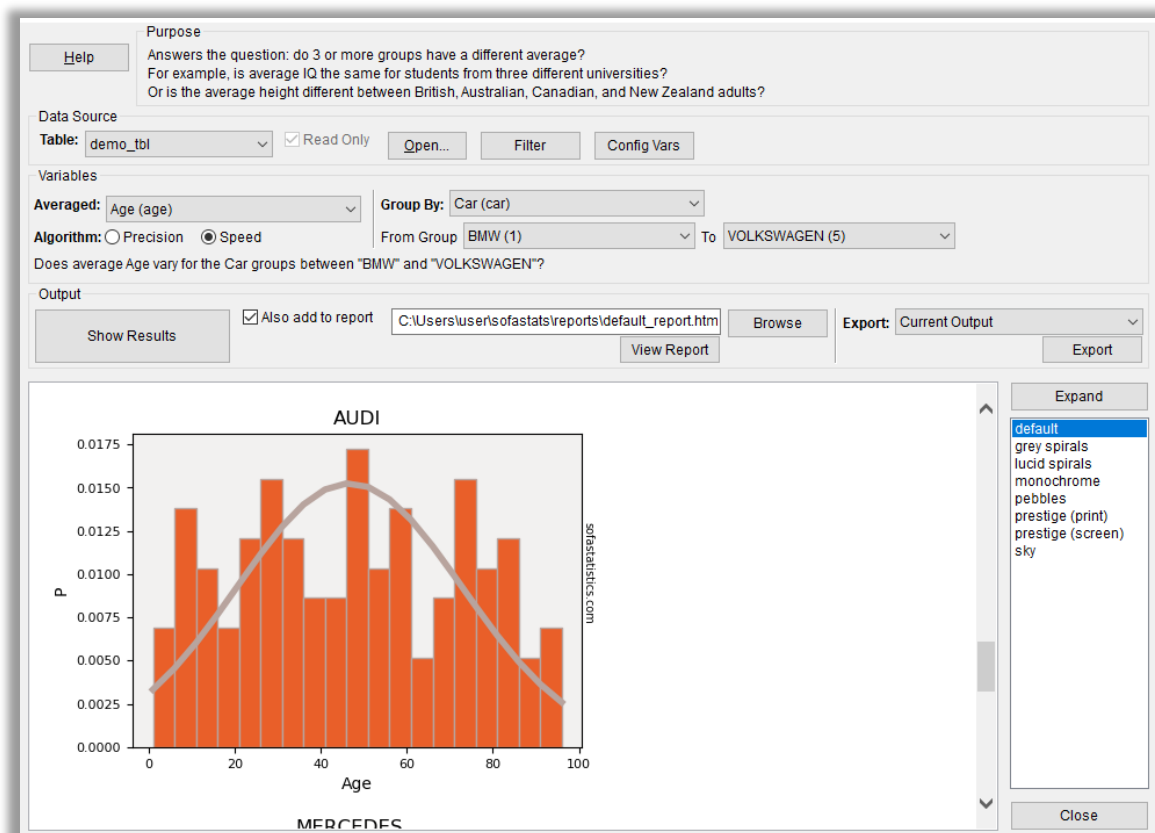 Purpose
Help
Answers the question: do 3 or more groups have a different average?
For example, is average IQ the same for students from three different universities?
Or is the average height different between British, Australian, Canadian, and New Zealand adults?
Data Source
Table: demo_tbl Read Only Open... Filter Config Vars
Variables
Averaged: Age (age) Group By: Car (car)
Algorithm: Precision Speed From Group BMW (1) To VOLKSWAGEN (5)
Does average Age vary for the Car groups between "BMW" and "VOLKSWAGEN"?
Output
Show Results Also add to report C:\Users\user\sofastats\reports\default_report.htm Browse Export: Current Output
View Report Export
Expand
default
grey spirals
lucid spirals
monochrome
pebbles
prestige (print)
prestige (screen)
sky
AUDI
0.0175
0.0150
0.0125
0.0100
0.0075
0.0050
0.0025
0.0000
P
0 20 40 60 80 100
Age
sofastatistics.com
MERCEDES
Close